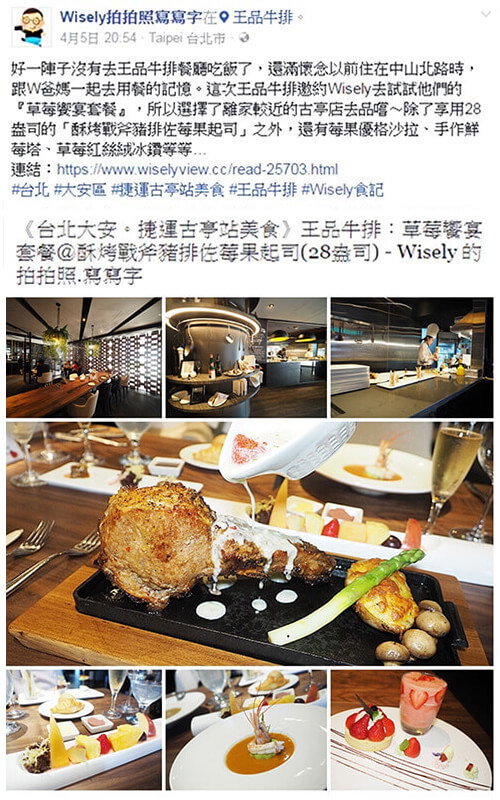 Wisely拍拍照寫寫字在 王品牛排。
4月5日 20:54 · Taipei 台北市 ·
好一陣子沒有去王品牛排餐廳吃飯了，還滿懷念以前住在中山北路時，
跟W爸媽一起去用餐的記憶。這次王品牛排邀約Wisely去試試他們的
『草莓饗宴套餐』，所以選擇了離家較近的古亭店去品嚐～除了享用28
盎司的「酥烤戰斧豬排佐莓果起司」之外，還有莓果優格沙拉、手作鮮
莓塔、草莓紅絲絨冰鑽等等...
連結：https://www.wiselyview.cc/read-25703.html
#台北 #大安區 #捷運古亭站美食 #王品牛排 #Wisely食記
《台北大安。捷運古亭站美食》王品牛排：草莓饗宴
套餐@酥烤戰斧豬排佐莓果起司(28盎司) - Wisely 的
拍拍照.寫寫字